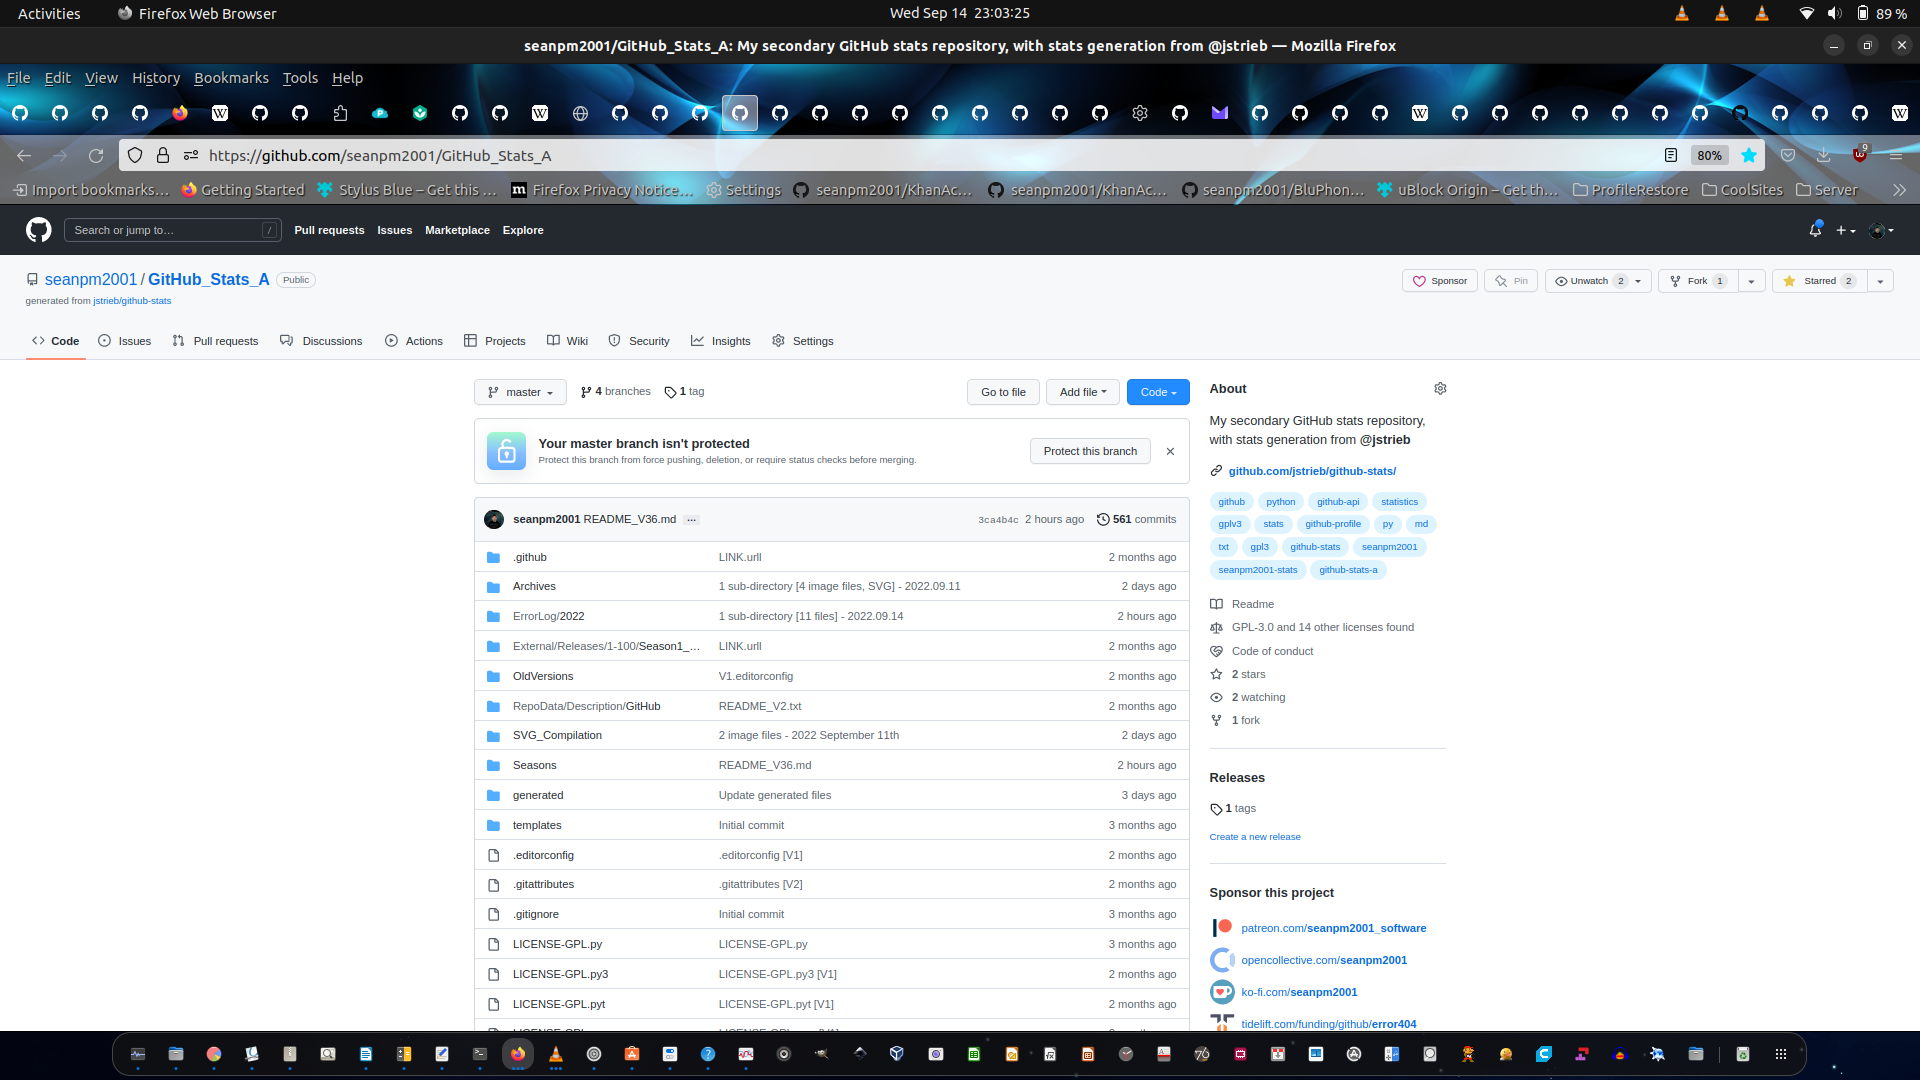 Activities
Firefox Web Browser
Wed Sep 14 23:03:25
89 %
seanpm2001/GitHub_Stats_A: My secondary GitHub stats repository, with stats generation from @jstrieb — Mozilla Firefox
File Edit View History Bookmarks Tools Help
https://github.com/seanpm2001/GitHub_Stats_A
80%
9
Import bookmarks…
Getting Started
Stylus Blue – Get this …
Firefox Privacy Notice…
Settings
seanpm2001/KhanAc…
seanpm2001/KhanAc…
seanpm2001/BluPhon…
uBlock Origin – Get th…
ProfileRestore
CoolSites
Server
Search or jump to…
/
Pull requests Issues Marketplace Explore
seanpm2001 / GitHub_Stats_A Public
generated from jstrieb/github-stats
Sponsor
Pin
Unwatch 2
Fork 1
Starred 2
Code
Issues
Pull requests
Discussions
Actions
Projects
Wiki
Security
Insights
Settings
master
4 branches
1 tag
Go to file
Add file
Code
Your master branch isn't protected
Protect this branch from force pushing, deletion, or require status checks before merging.
Protect this branch
seanpm2001 README_V36.md … 3ca4b4c 2 hours ago 561 commits
.github LINK.urll 2 months ago
Archives 1 sub-directory [4 image files, SVG] - 2022.09.11 2 days ago
ErrorLog/2022 1 sub-directory [11 files] - 2022.09.14 2 hours ago
External/Releases/1-100/Season1_… LINK.urll 2 months ago
OldVersions V1.editorconfig 2 months ago
RepoData/Description/GitHub README_V2.txt 2 months ago
SVG_Compilation 2 image files - 2022 September 11th 2 days ago
Seasons README_V36.md 2 hours ago
generated Update generated files 3 days ago
templates Initial commit 3 months ago
.editorconfig .editorconfig [V1] 2 months ago
.gitattributes .gitattributes [V2] 2 months ago
.gitignore Initial commit 3 months ago
LICENSE-GPL.py LICENSE-GPL.py 3 months ago
LICENSE-GPL.py3 LICENSE-GPL.py3 [V1] 2 months ago
LICENSE-GPL.pyt LICENSE-GPL.pyt [V1] 2 months ago
About
My secondary GitHub stats repository,
with stats generation from @jstrieb
github.com/jstrieb/github-stats/
github python github-api statistics
gplv3 stats github-profile py md
txt gpl3 github-stats seanpm2001
seanpm2001-stats github-stats-a
Readme
GPL-3.0 and 14 other licenses found
Code of conduct
2 stars
2 watching
1 fork
Releases
1 tags
Create a new release
Sponsor this project
patreon.com/seanpm2001_software
opencollective.com/seanpm2001
ko-fi.com/seanpm2001
tidelift.com/funding/github/error404